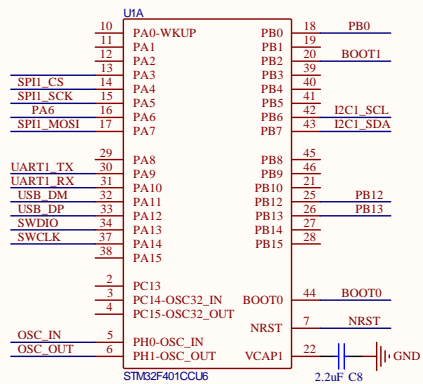 U1A
10 PA0-WKUP PB0 18 PB0
11 PA1 PB1 19
12 PA2 PB2 20 BOOT1
13 PA3 PB3 39
SPI1_CS 14 PA4 PB4 40
SPI1_SCK 15 PA5 PB5 41
PA6 16 PA6 PB6 42 I2C1_SCL
SPI1_MOSI 17 PA7 PB7 43 I2C1_SDA
29 PA8 PB8 45
UART1_TX 30 PA9 PB9 46
UART1_RX 31 PA10 PB10 21
USB_DM 32 PA11 PB12 25 PB12
USB_DP 33 PA12 PB13 26 PB13
SWDIO 34 PA13 PB14 27
SWCLK 37 PA14 PB15 28
38 PA15
2 PC13
3 PC14-OSC32_IN BOOT0 44 BOOT0
4 PC15-OSC32_OUT
NRST 7 NRST
OSC_IN 5 PH0-OSC_IN
OSC_OUT 6 PH1-OSC_OUT VCAP1 22 GND
STM32F401CCU6
2.2uF C8